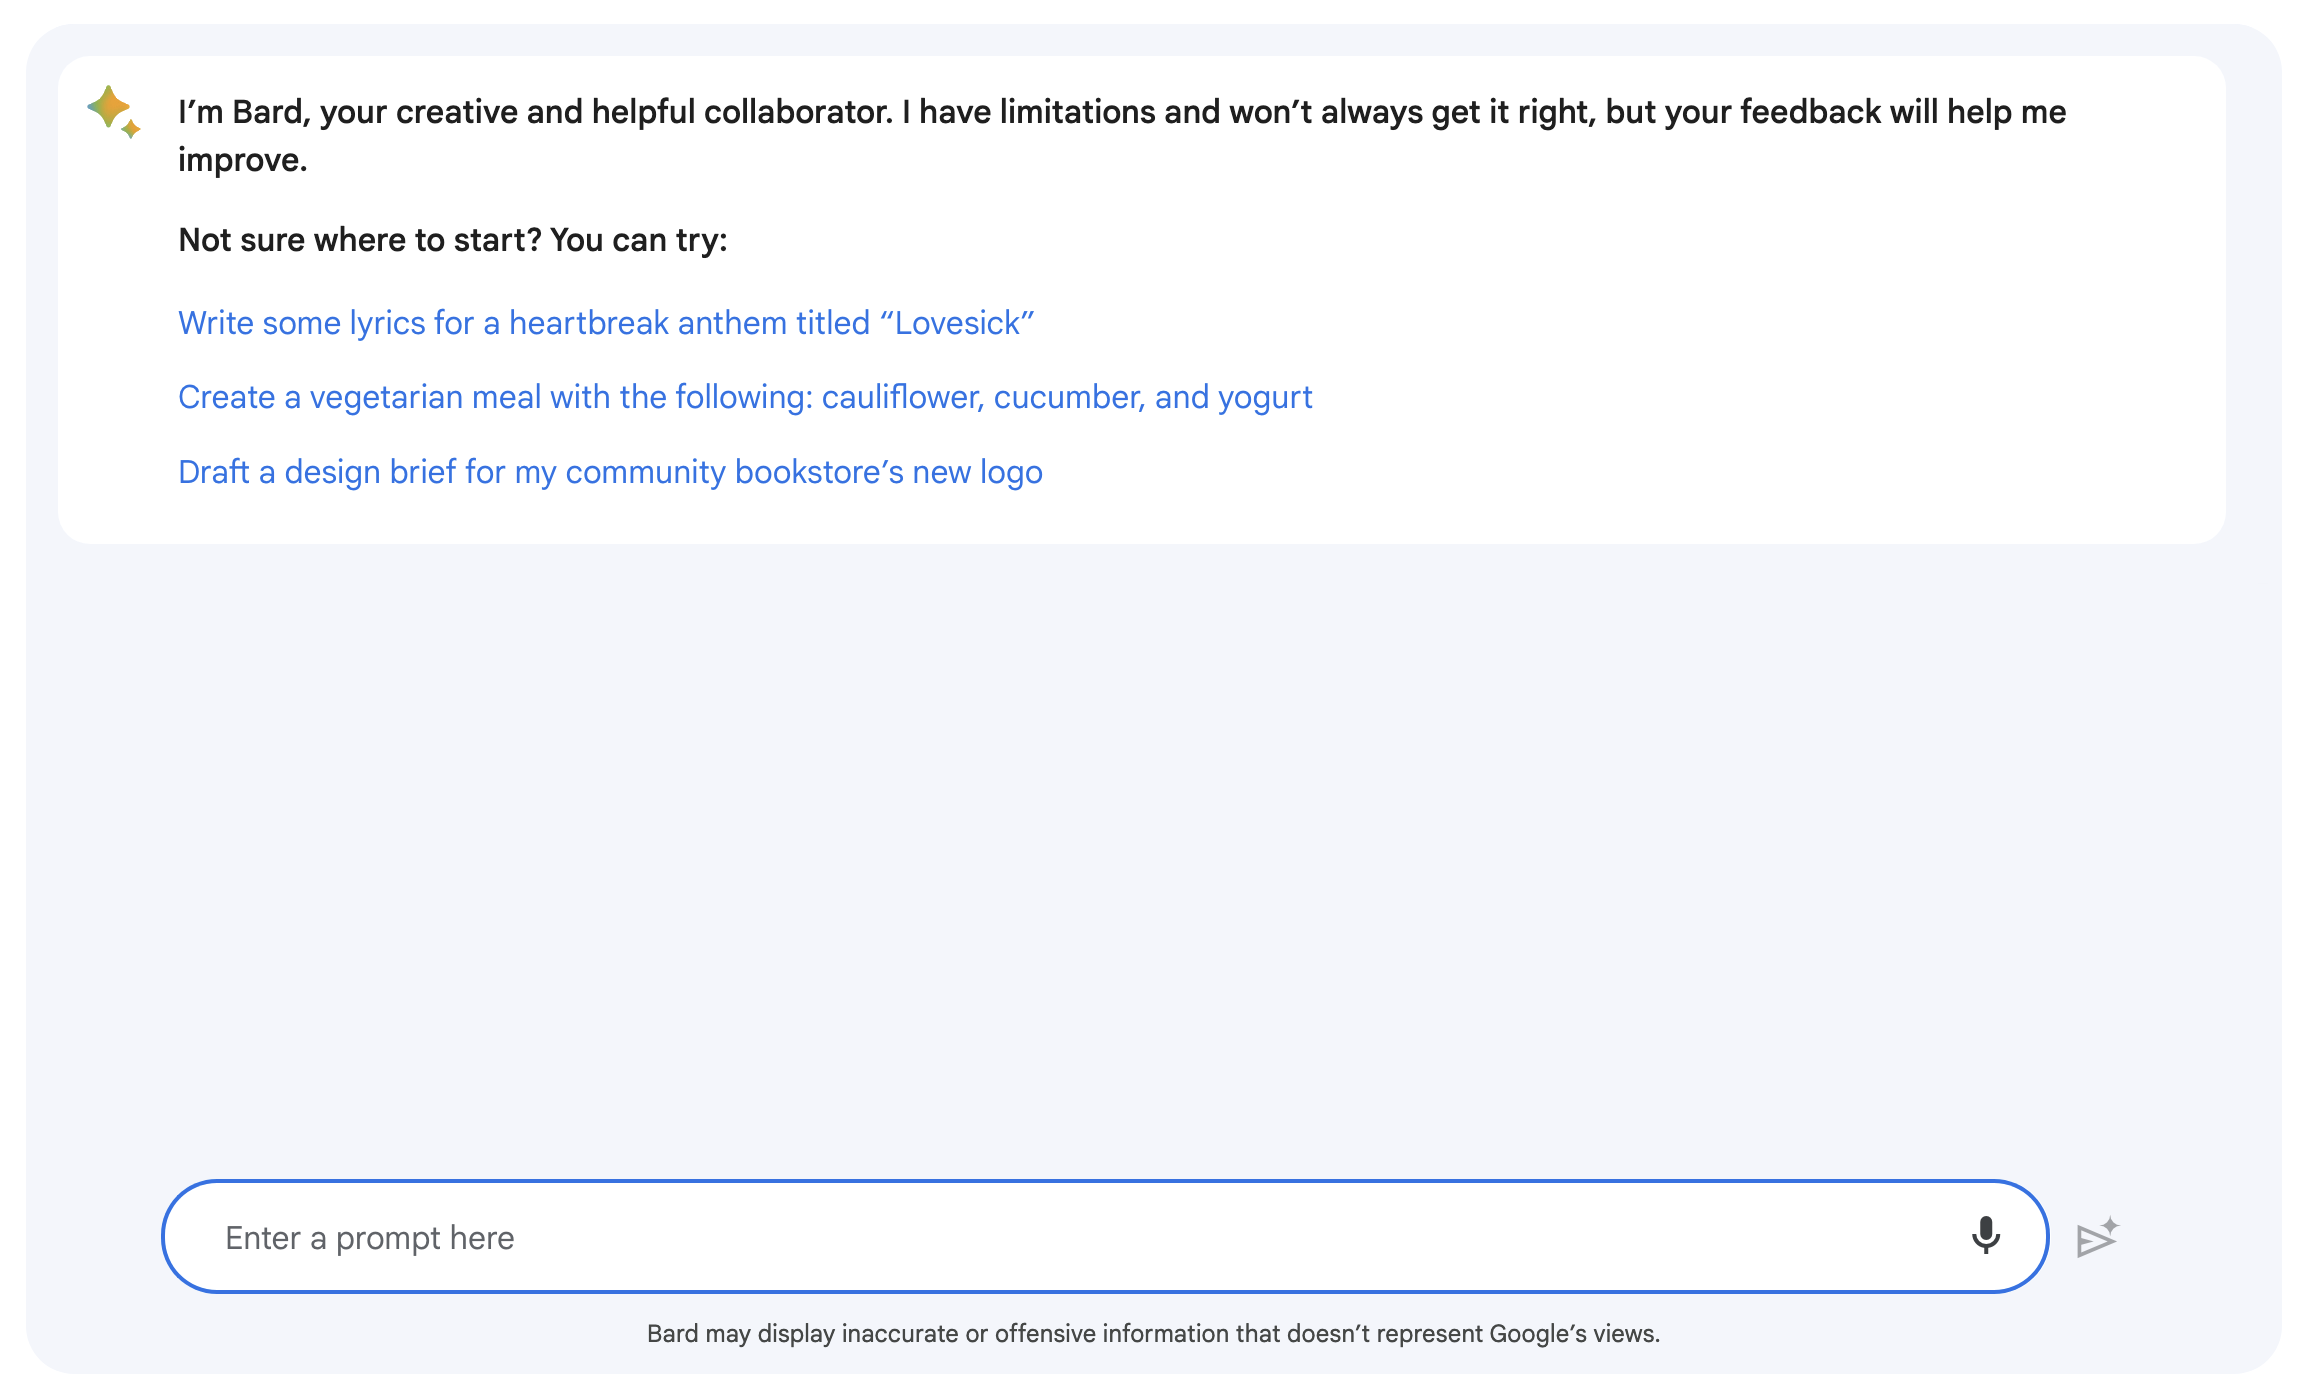 I’m Bard, your creative and helpful collaborator. I have limitations and won’t always get it right, but your feedback will help me
improve.
Not sure where to start? You can try:
Write some lyrics for a heartbreak anthem titled “Lovesick”
Create a vegetarian meal with the following: cauliflower, cucumber, and yogurt
Draft a design brief for my community bookstore’s new logo
Enter a prompt here
Bard may display inaccurate or offensive information that doesn’t represent Google’s views.